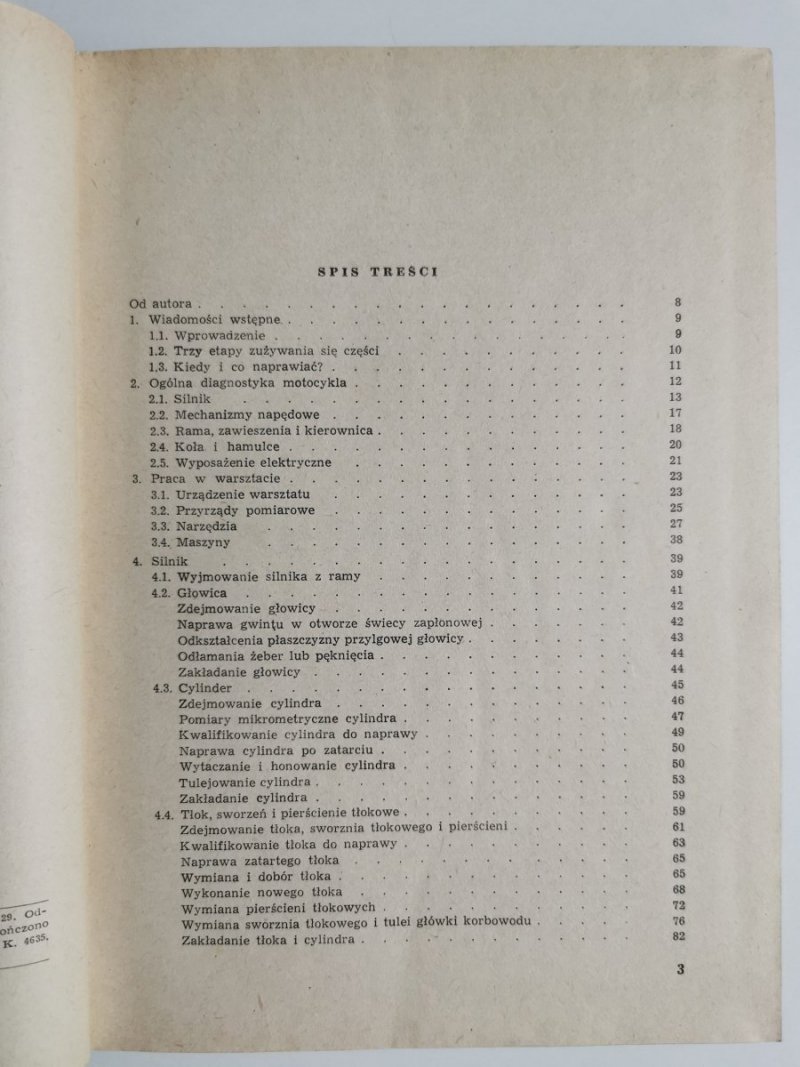 29. Od-
ończono
K. 4635.
SPIS TREŚCI
Od autora . . . . . . . . . . . . . . . . . . . . 8
1. Wiadomości wstępne . . . . . . . . . . . . . . . . 9
1.1. Wprowadzenie . . . . . . . . . . . . . . . . 9
1.2. Trzy etapy zużywania się części . . . . . . . . . . 10
1.3. Kiedy i co naprawiać? . . . . . . . . . . . . . 11
2. Ogólna diagnostyka motocykla . . . . . . . . . . . . 12
2.1. Silnik . . . . . . . . . . . . . . . . . 13
2.2. Mechanizmy napędowe . . . . . . . . . . . . . 17
2.3. Rama, zawieszenia i kierownica . . . . . . . . . . 18
2.4. Koła i hamulce . . . . . . . . . . . . . . . 20
2.5. Wyposażenie elektryczne . . . . . . . . . . . . 21
3. Praca w warsztacie . . . . . . . . . . . . . . . 23
3.1. Urządzenie warsztatu . . . . . . . . . . . . . 23
3.2. Przyrządy pomiarowe . . . . . . . . . . . . . 25
3.3. Narzędzia . . . . . . . . . . . . . . . . 27
3.4. Maszyny . . . . . . . . . . . . . . . . 38
4. Silnik . . . . . . . . . . . . . . . . . . 39
4.1. Wyjmowanie silnika z ramy . . . . . . . . . . . 39
4.2. Głowica . . . . . . . . . . . . . . . . . 41
Zdejmowanie głowicy . . . . . . . . . . . . . 42
Naprawa gwintu w otworze świecy zapłonowej . . . . . . 42
Odkształcenia płaszczyzny przylgowej głowicy . . . . . . . 43
Odłamania żeber lub pęknięcia . . . . . . . . . . . 44
Zakładanie głowicy . . . . . . . . . . . . . . 44
4.3. Cylinder . . . . . . . . . . . . . . . . . 45
Zdejmowanie cylindra . . . . . . . . . . . . . 46
Pomiary mikrometryczne cylindra . . . . . . . . . . 47
Kwalifikowanie cylindra do naprawy . . . . . . . . . 49
Naprawa cylindra po zatarciu . . . . . . . . . . . 50
Wytaczanie i honowanie cylindra . . . . . . . . . . 50
Tulejowanie cylindra . . . . . . . . . . . . . . 53
Zakładanie cylindra . . . . . . . . . . . . . . 59
4.4. Tłok, sworzeń i pierścienie tłokowe . . . . . . . . . . 59
Zdejmowanie tłoka, sworznia tłokowego i pierścieni . . . . . . 61
Kwalifikowanie tłoka do naprawy . . . . . . . . . . 63
Naprawa zatartego tłoka . . . . . . . . . . . . 65
Wymiana i dobór tłoka . . . . . . . . . . . . . 65
Wykonanie nowego tłoka . . . . . . . . . . . . 68
Wymiana pierścieni tłokowych . . . . . . . . . . . 72
Wymiana sworznia tłokowego i tulei główki korbowodu . . . . 76
Zakładanie tłoka i cylindra . . . . . . . . . . . . 82
3